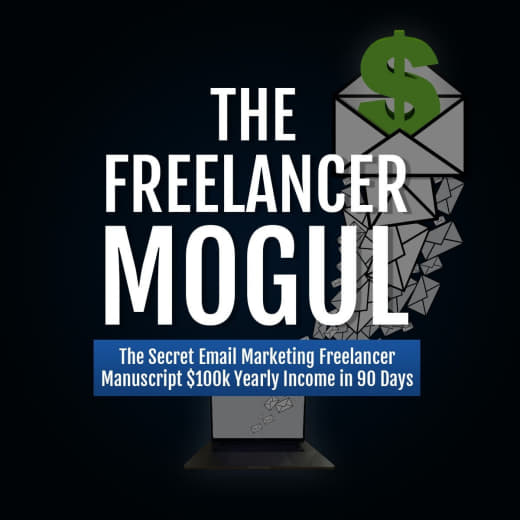 $
THE
FREELANCER
MOGUL
The Secret Email Marketing Freelancer
Manuscript $100k Yearly Income in 90 Days